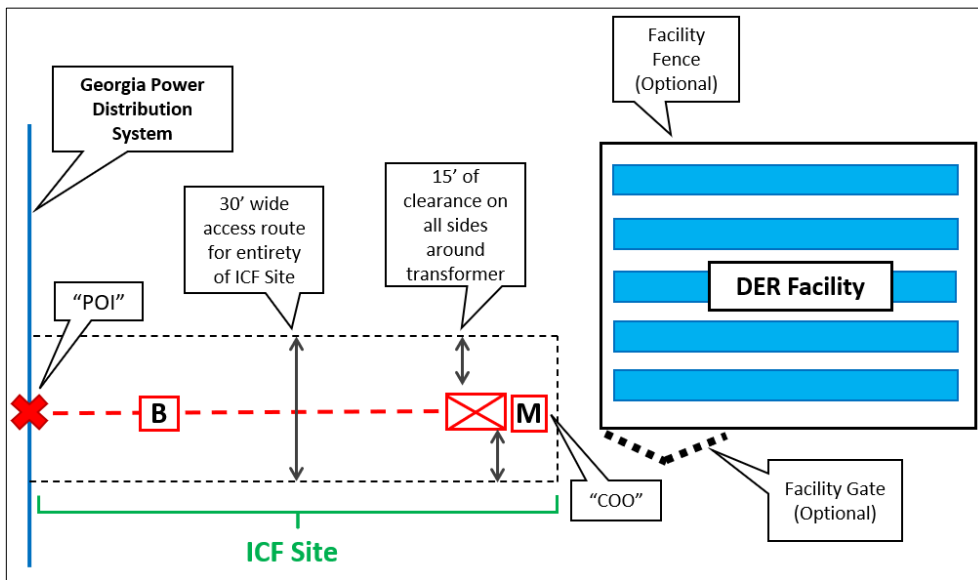 Georgia Power
Distribution
System
Facility
Fence
(Optional)
30’ wide
access route
for entirety
of ICF Site
15’ of
clearance on
all sides
around
transformer
DER Facility
“POI”
B
M
“COO”
Facility Gate
(Optional)
ICF Site